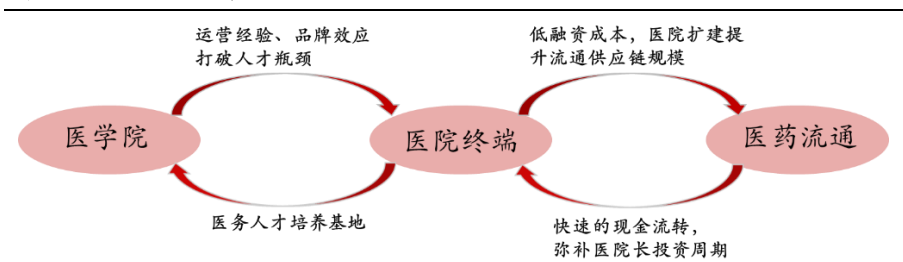 运营经验、品牌效应
打破人才瓶颈
低融资成本，医院扩建提
升流通供应链规模
医学院
医院终端
医药流通
医务人才培养基地
快速的现金流转，
弥补医院长投资周期